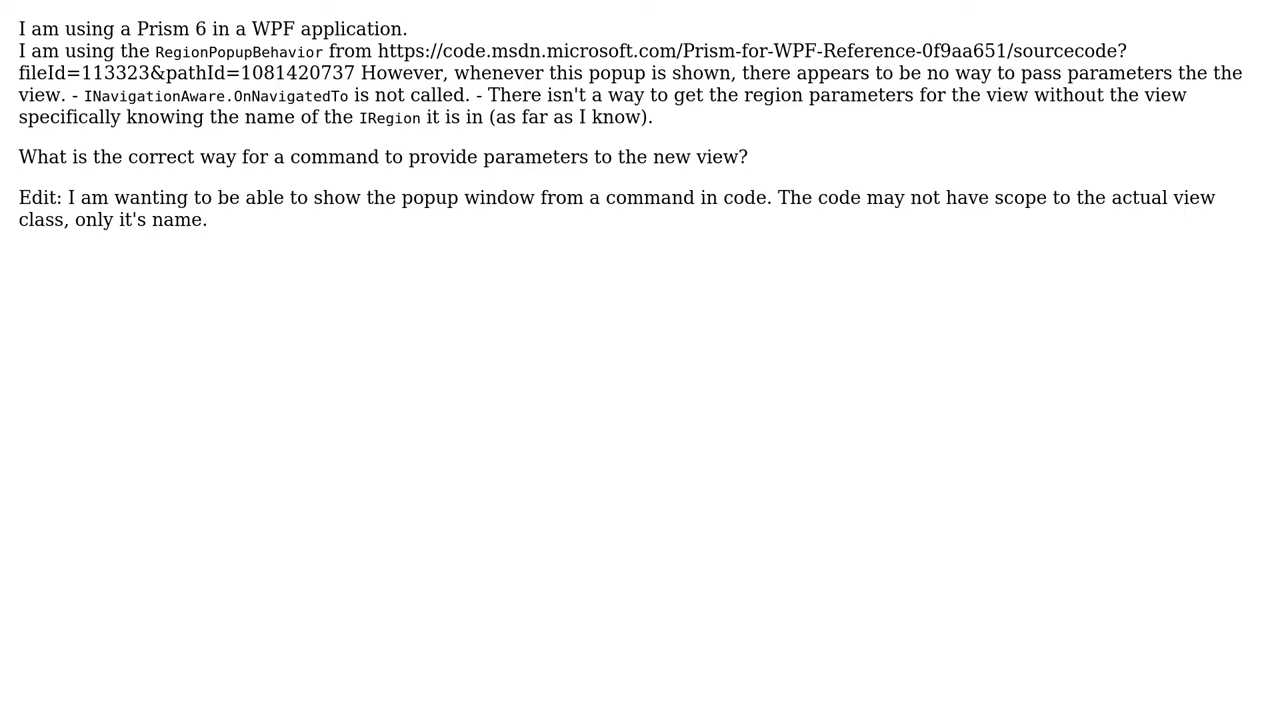 I am using a Prism 6 in a WPF application.
I am using the RegionPopupBehavior from https://code.msdn.microsoft.com/Prism-for-WPF-Reference-0f9aa651/sourcecode?
fileId=113323&pathId=1081420737 However, whenever this popup is shown, there appears to be no way to pass parameters the the
view. - INavigationAware.OnNavigatedTo is not called. - There isn't a way to get the region parameters for the view without the view
specifically knowing the name of the IRegion it is in (as far as I know).
What is the correct way for a command to provide parameters to the new view?
Edit: I am wanting to be able to show the popup window from a command in code. The code may not have scope to the actual view
class, only it's name.